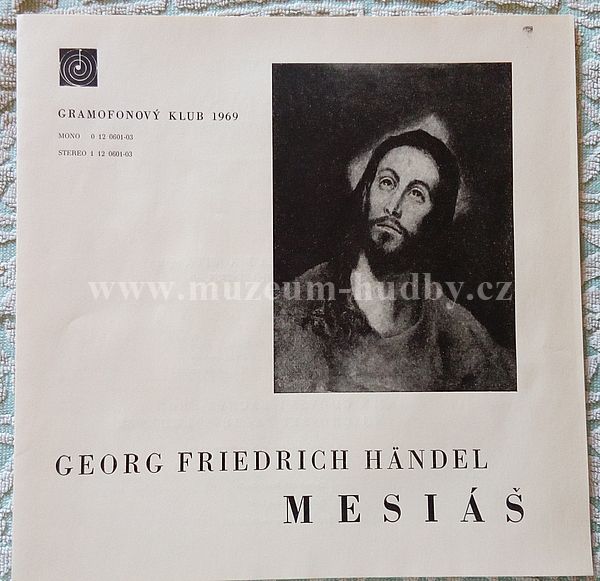 GRAMOFONOVÝ KLUB 1969
MONO 0 12 0601-03
STEREO 1 12 0601-03
www.muzeum-hudby.cz
GEORG FRIEDRICH HÄNDEL
MESIÁŠ